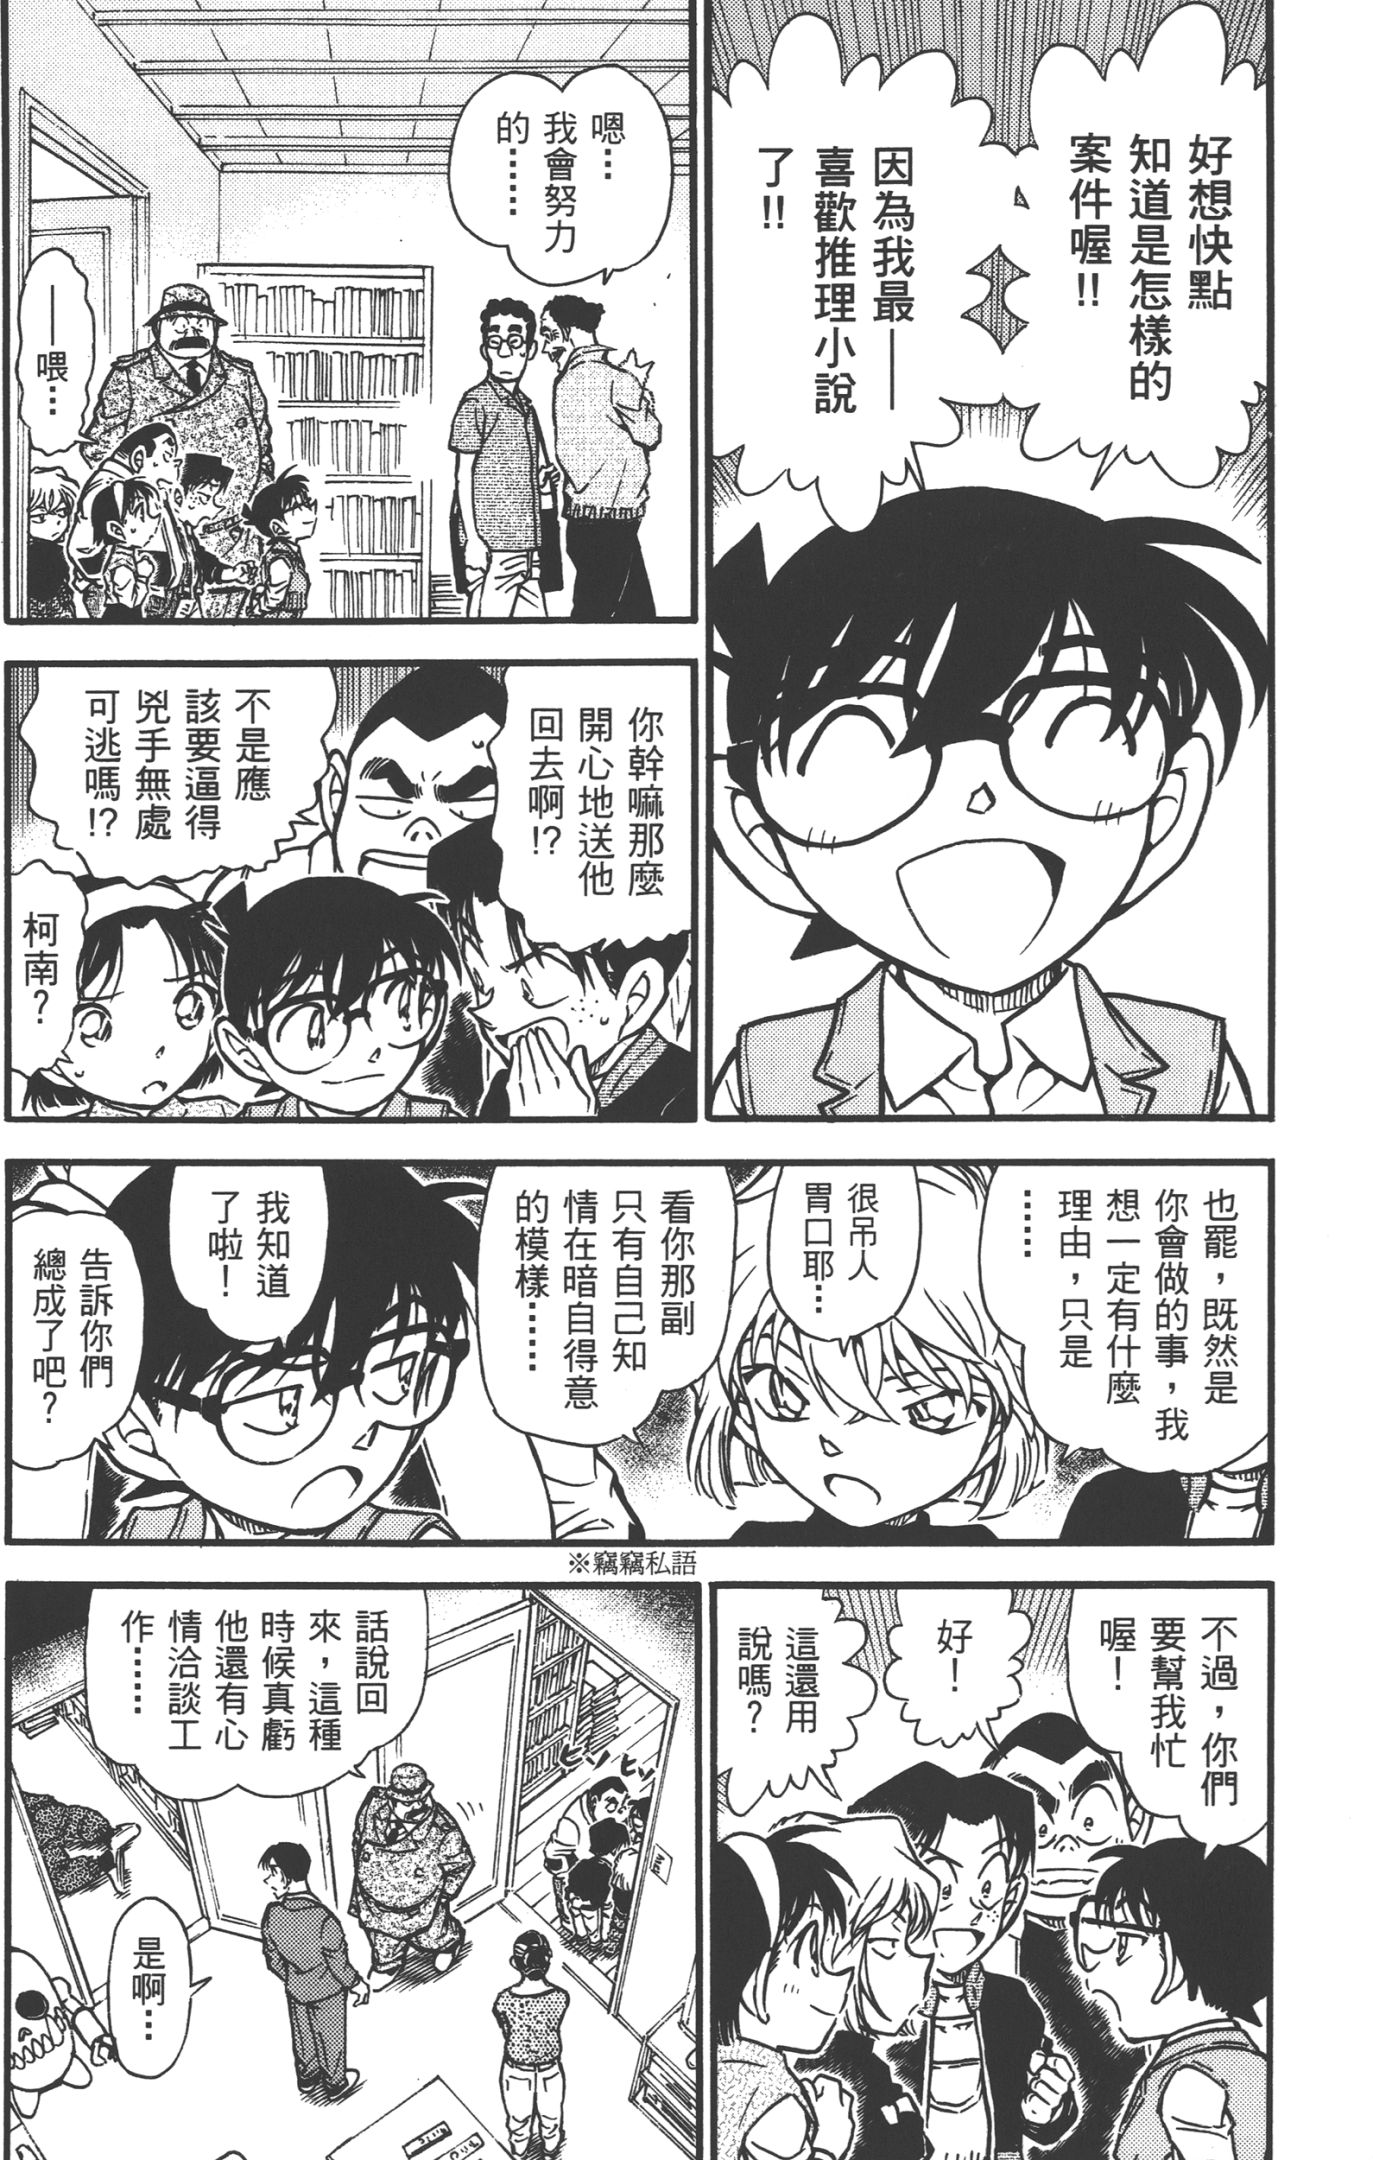 好想快點
知道是怎樣的
案件喔!!
因為我最——
喜歡推理小說
了!!
嗯…
我會努力
的……
——喂…
你幹嘛那麼
開心地送他
回去啊!?
不是應
該要逼得
兇手無處
可逃嗎!?
柯南?
也罷，既然是
你會做的事，我
想一定有什麼
理由，只是
……
很吊人
胃口耶…
看你那副
只有自己知
情在暗自得意
的模樣……
我知道
了啦！
告訴你們
總成了吧？
※竊竊私語
不過，你們
要幫我忙
喔！
好！
這還用
說嗎？
ヒソヒソ
話說回
來，這種
時候真虧
他還有心
情洽談工
作……
是啊…